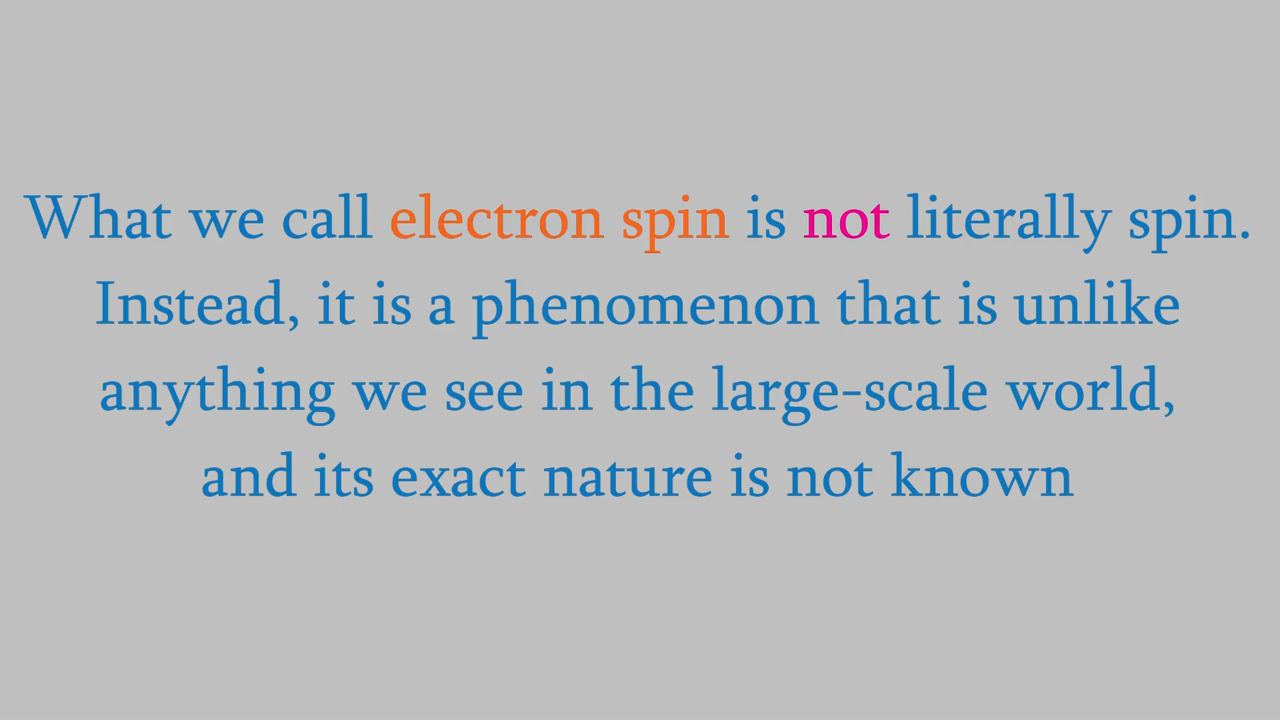 What we call electron spin is not literally spin.
Instead, it is a phenomenon that is unlike
anything we see in the large-scale world,
and its exact nature is not known